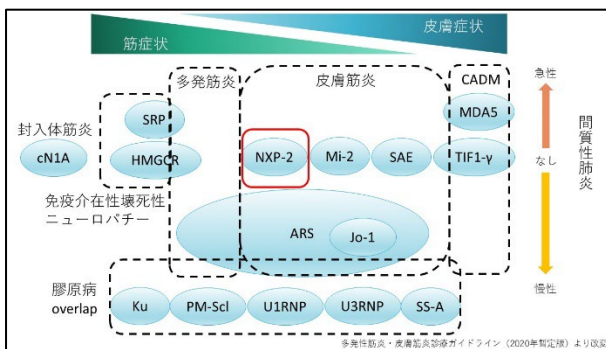 筋症状
皮膚症状
多発筋炎
皮膚筋炎
CADM
急性
SRP
MDA5
封入体筋炎
cN1A
HMGCR
NXP-2
Mi-2
SAE
TIF1-γ
なし
間質性肺炎
免疫介在性壊死性
ニューロパチー
ARS
Jo-1
膠原病
overlap
Ku
PM-Scl
U1RNP
U3RNP
SS-A
慢性
多発性筋炎・皮膚筋炎診療ガイドライン（2020年暫定版）より改変